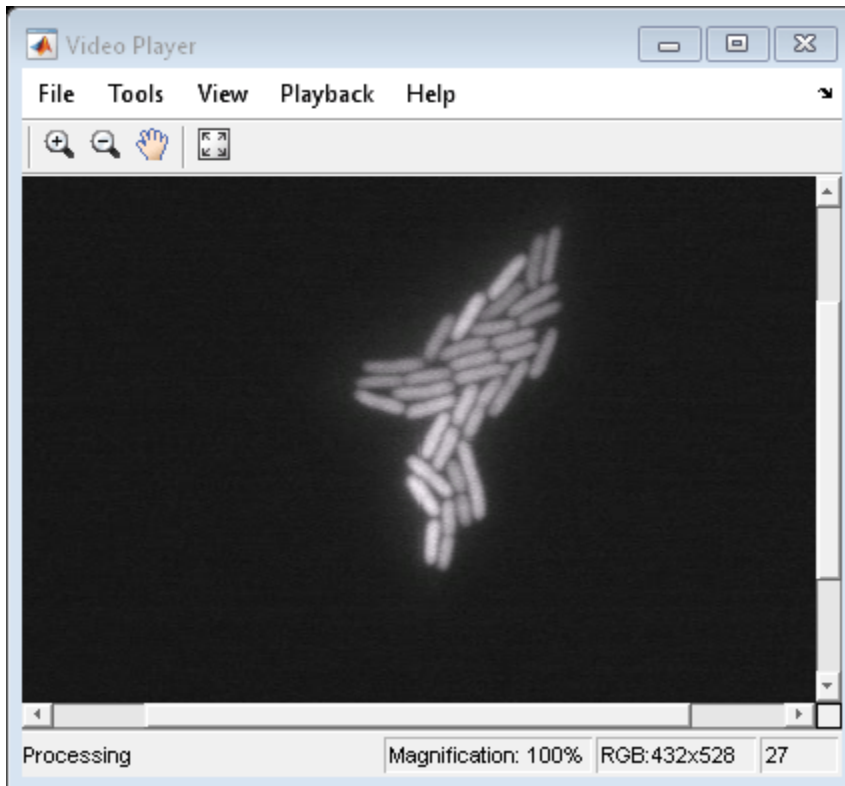 Video Player
File Tools View Playback Help
Processing Magnification: 100% RGB:432x528 27